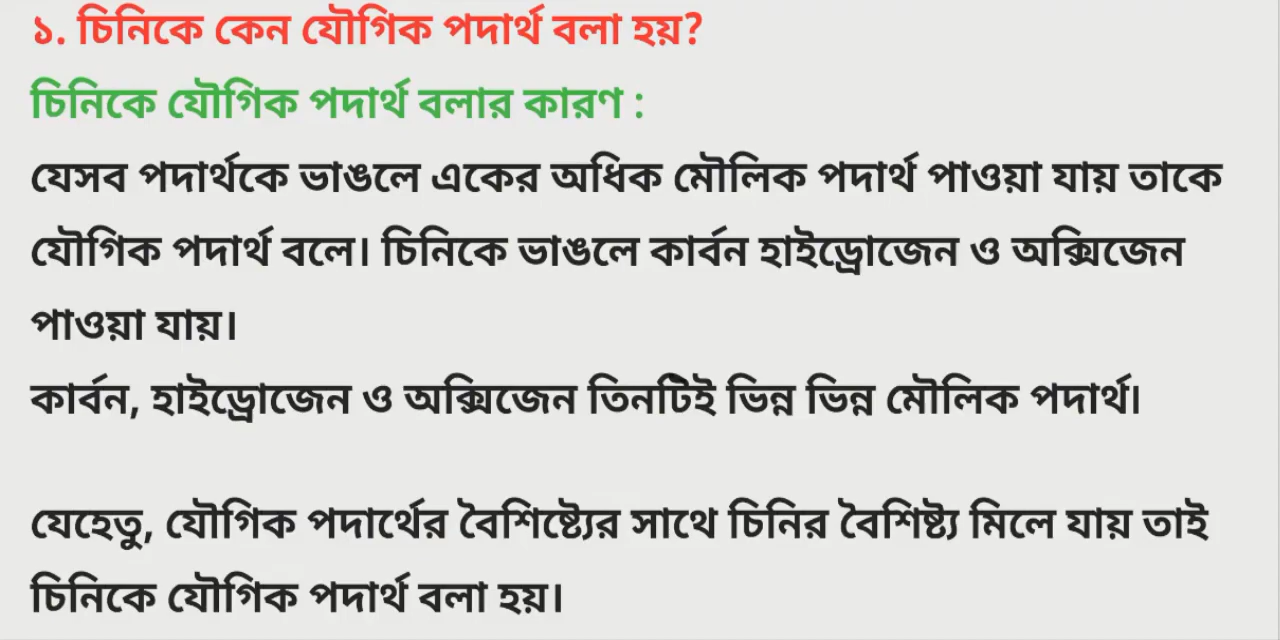 ১. চিনিকে কেন যৌগিক পদার্থ বলা হয়?
চিনিকে যৌগিক পদার্থ বলার কারণ :
যেসব পদার্থকে ভাঙলে একের অধিক মৌলিক পদার্থ পাওয়া যায় তাকে
যৌগিক পদার্থ বলে। চিনিকে ভাঙলে কার্বন হাইড্রোজেন ও অক্সিজেন
পাওয়া যায়।
কার্বন, হাইড্রোজেন ও অক্সিজেন তিনটিই ভিন্ন ভিন্ন মৌলিক পদার্থ।
যেহেতু, যৌগিক পদার্থের বৈশিষ্ট্যের সাথে চিনির বৈশিষ্ট্য মিলে যায় তাই
চিনিকে যৌগিক পদার্থ বলা হয়।